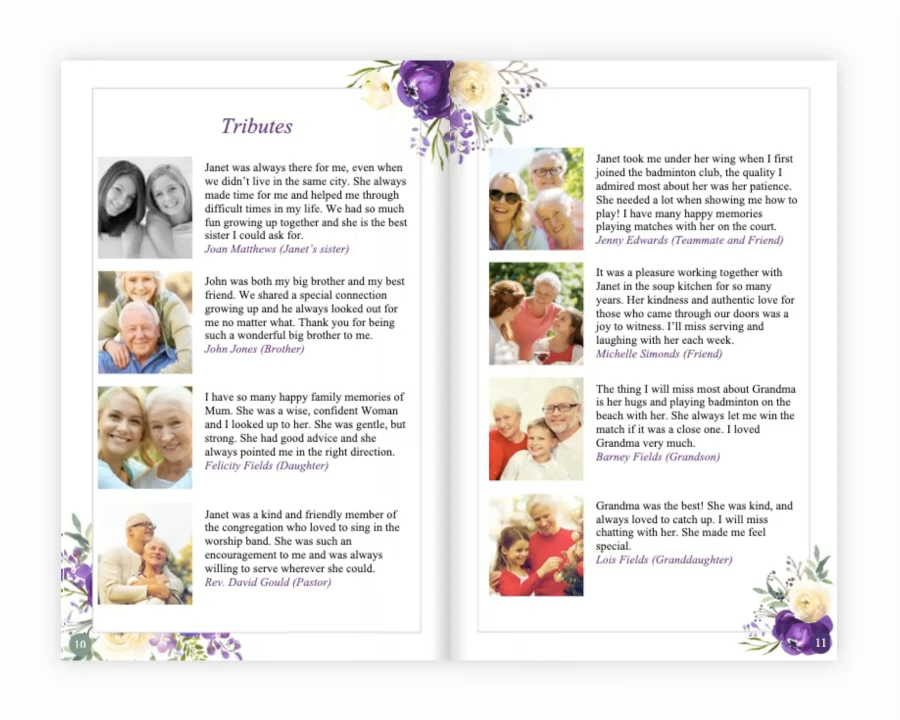 Tributes
Janet was always there for me, even when
we didn't live in the same city. She always
made time for me and helped me through
difficult times in my life. We had so much
fun growing up together and she is the best
sister I could ask for.
Joan Matthews (Janet's sister)
John was both my big brother and my best
friend. We shared a special connection
growing up and he always looked out for
me no matter what. Thank you for being
such a wonderful big brother to me.
John Jones (Brother)
I have so many happy family memories of
Mum. She was a wise, confident Woman
and I looked up to her. She was gentle, but
strong. She had good advice and she
always pointed me in the right direction.
Felicity Fields (Daughter)
Janet was a kind and friendly member of
the congregation who loved to sing in the
worship band. She was such an
encouragement to me and was always
willing to serve wherever she could.
Rev. David Gould (Pastor)
10
Janet took me under her wing when I first
joined the badminton club, the quality I
admired most about her was her patience.
She needed a lot when showing me how to
play! I have many happy memories
playing matches with her on the court.
Jenny Edwards (Teammate and Friend)
It was a pleasure working together with
Janet in the soup kitchen for so many
years. Her kindness and authentic love for
those who came through our doors was a
joy to witness. I'll miss serving and
laughing with her each week.
Michelle Simonds (Friend)
The thing I will miss most about Grandma
is her hugs and playing badminton on the
beach with her. She always let me win the
match if it was a close one. I loved
Grandma very much.
Barney Fields (Grandson)
Grandma was the best! She was kind, and
always loved to catch up. I will miss
chatting with her. She made me feel
special.
Lois Fields (Granddaughter)
11